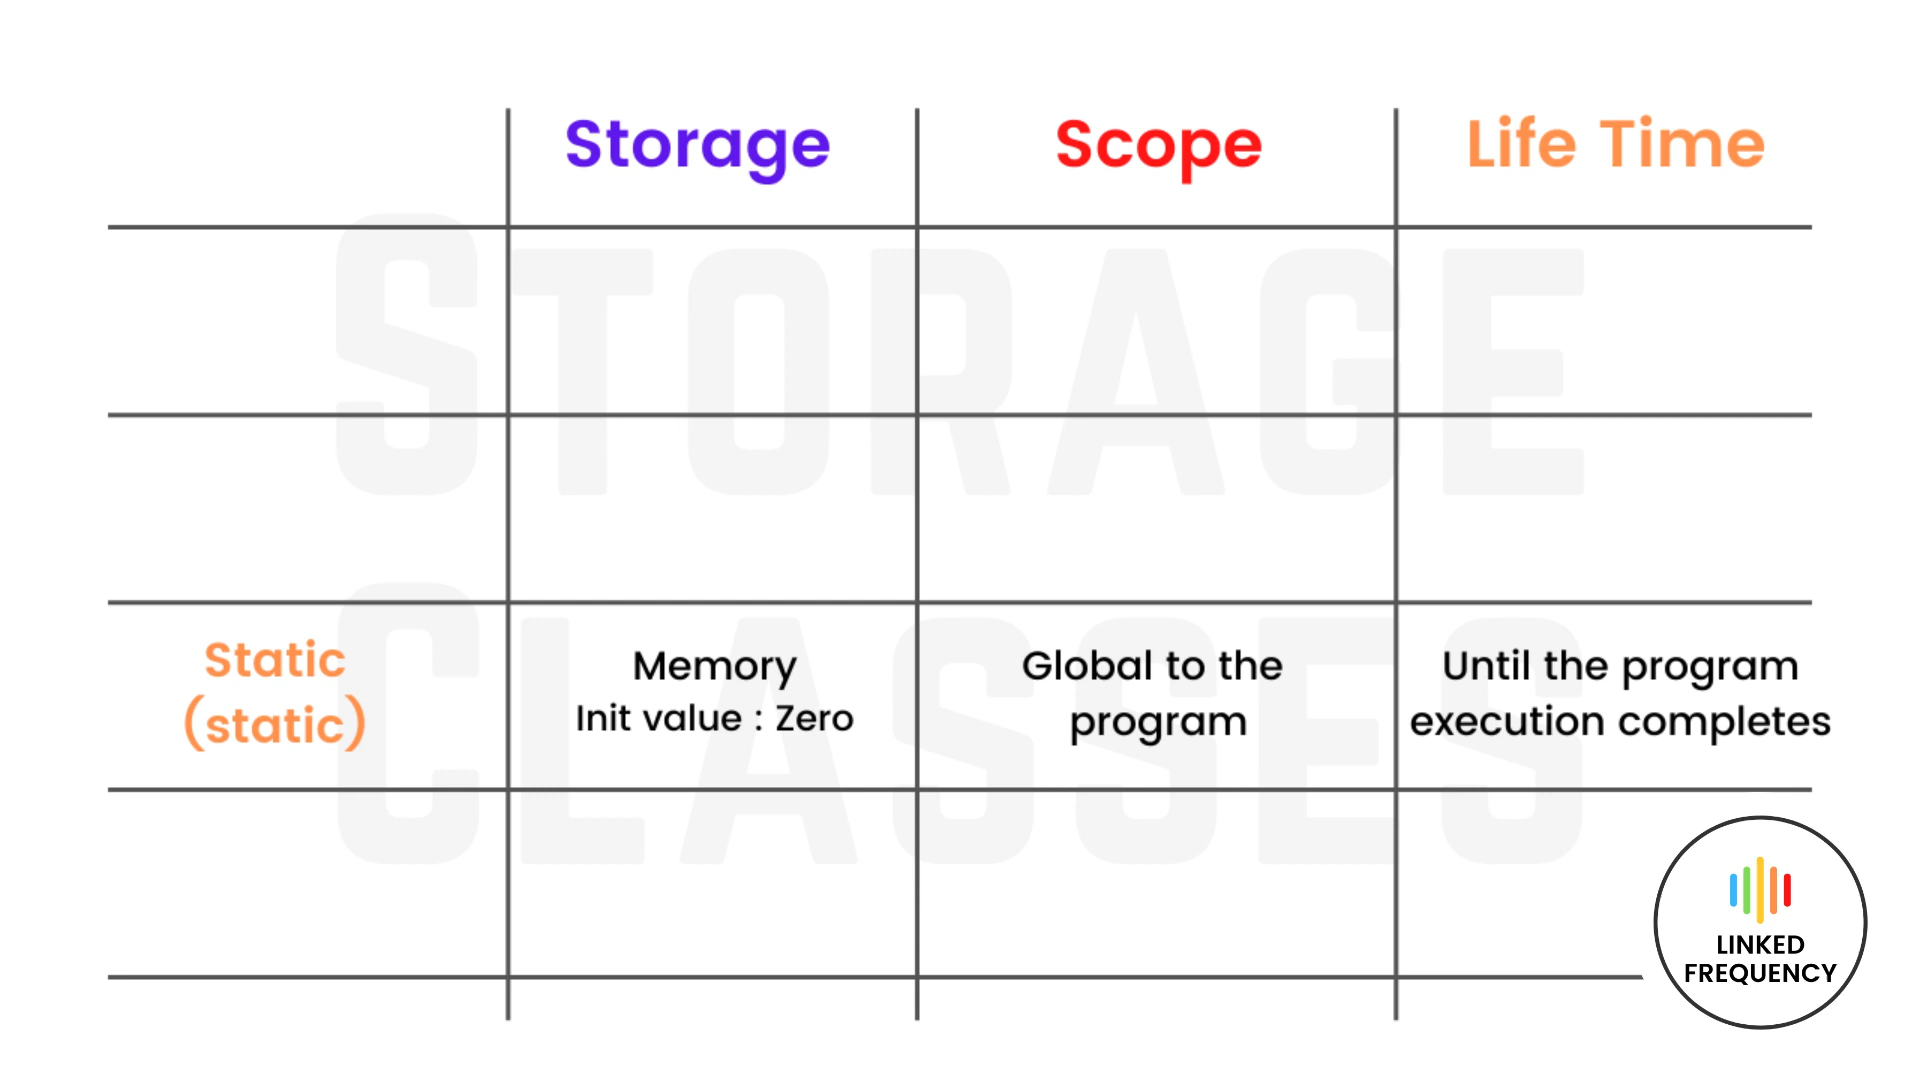 Storage Scope Life Time
STORAGE
CLASSES
Static
(static)
Memory
Init value : Zero
Global to the
program
Until the program
execution completes
LINKED
FREQUENCY